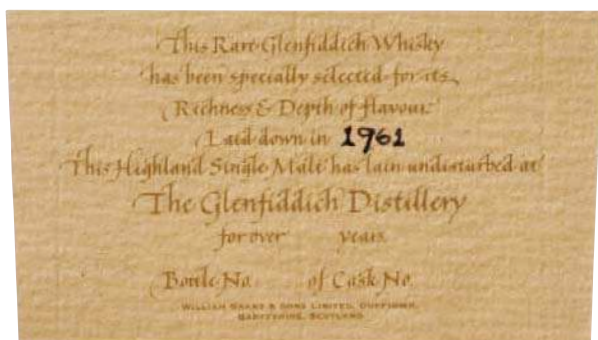 This Rare Glenfiddich Whisky
has been specially selected for its
Richness & Depth of flavour
Laid down in 1961
This Highland Single Malt has lain undisturbed at
The Glenfiddich Distillery
for over years.
Bottle No. of Cask No.
WILLIAM GRANT & SONS LIMITED, DUFFTOWN,
BANFFSHIRE, SCOTLAND